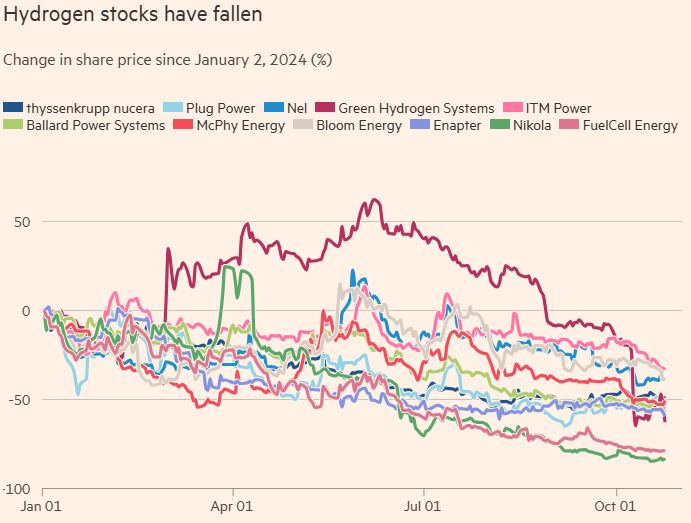 Hydrogen stocks have fallen
Change in share price since January 2, 2024 (%)
thyssenkrupp nucera Plug Power Nel Green Hydrogen Systems ITM Power
Ballard Power Systems McPhy Energy Bloom Energy Enapter Nikola FuelCell Energy
50
0
-50
-100
Jan 01 Apr 01 Jul 01 Oct 01